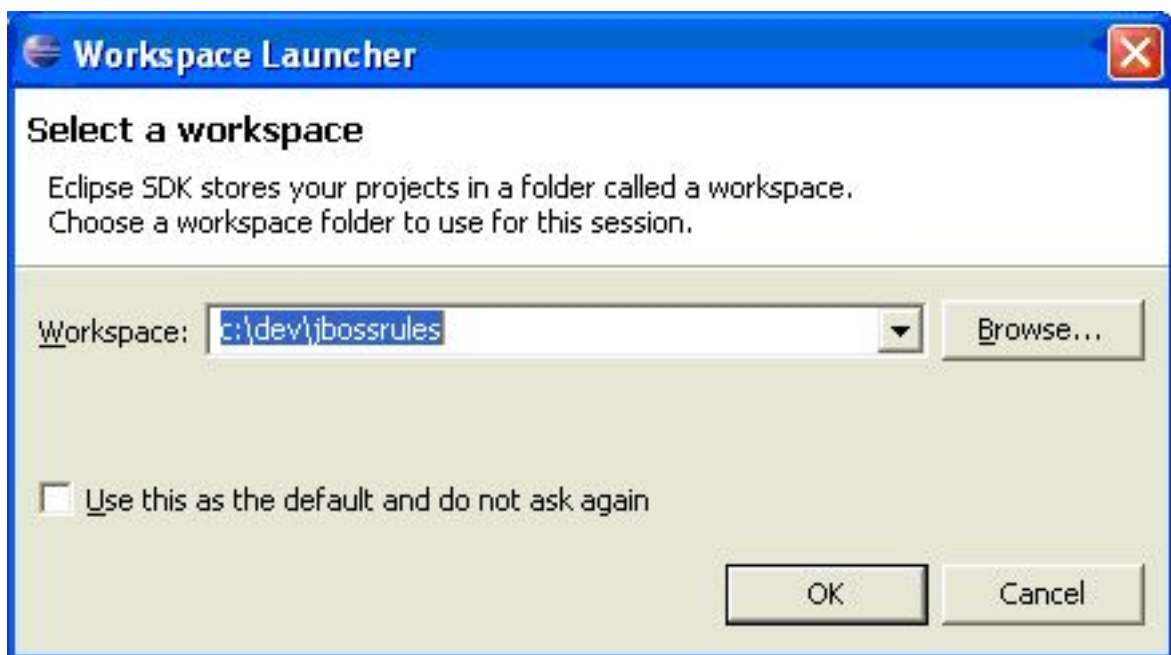 Workspace Launcher
Select a workspace
Eclipse SDK stores your projects in a folder called a workspace.
Choose a workspace folder to use for this session.
Workspace: c:\dev\jbossrules Browse...
Use this as the default and do not ask again
OK Cancel